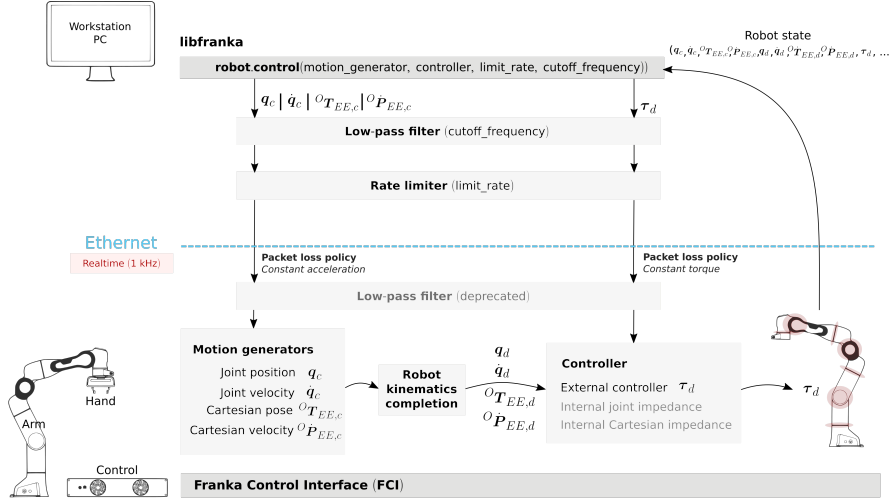 Workstation
PC
libfranka
Robot state
(q_c, q̇_c, ᴼT_EE,c, ᴼṖ_EE,c, q_d, q̇_d, ᴼT_EE,d, ᴼṖ_EE,d, τ_d, ...
robot.control(motion_generator, controller, limit_rate, cutoff_frequency))
q_c | q̇_c | ᴼT_EE,c | ᴼṖ_EE,c
τ_d
Low-pass filter (cutoff_frequency)
Rate limiter (limit_rate)
Ethernet
Realtime (1 kHz)
Packet loss policy
Constant acceleration
Packet loss policy
Constant torque
Low-pass filter (deprecated)
Motion generators
Joint position q_c
Joint velocity q̇_c
Cartesian pose ᴼT_EE,c
Cartesian velocity ᴼṖ_EE,c
Robot
kinematics
completion
q_d
q̇_d
ᴼT_EE,d
ᴼṖ_EE,d
Controller
External controller τ_d
Internal joint impedance
Internal Cartesian impedance
τ_d
Hand
Arm
Control
Franka Control Interface (FCI)